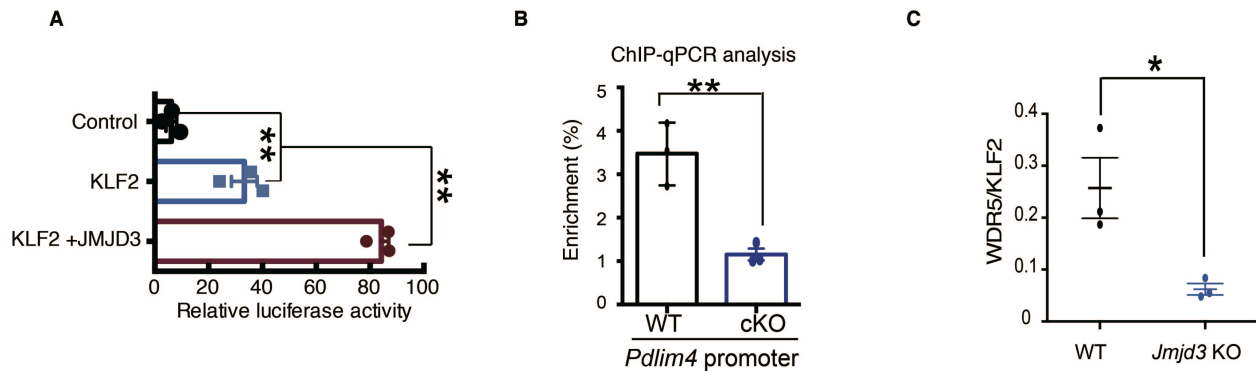 A
Control
KLF2
KLF2 +JMJD3
**
**
0 20 40 60 80 100
Relative luciferase activity
B
ChIP-qPCR analysis
**
Enrichment (%)
5
4
3
2
1
0
WT cKO
Pdlim4 promoter
C
*
WDR5/KLF2
0.4
0.3
0.2
0.1
0
WT Jmjd3 KO